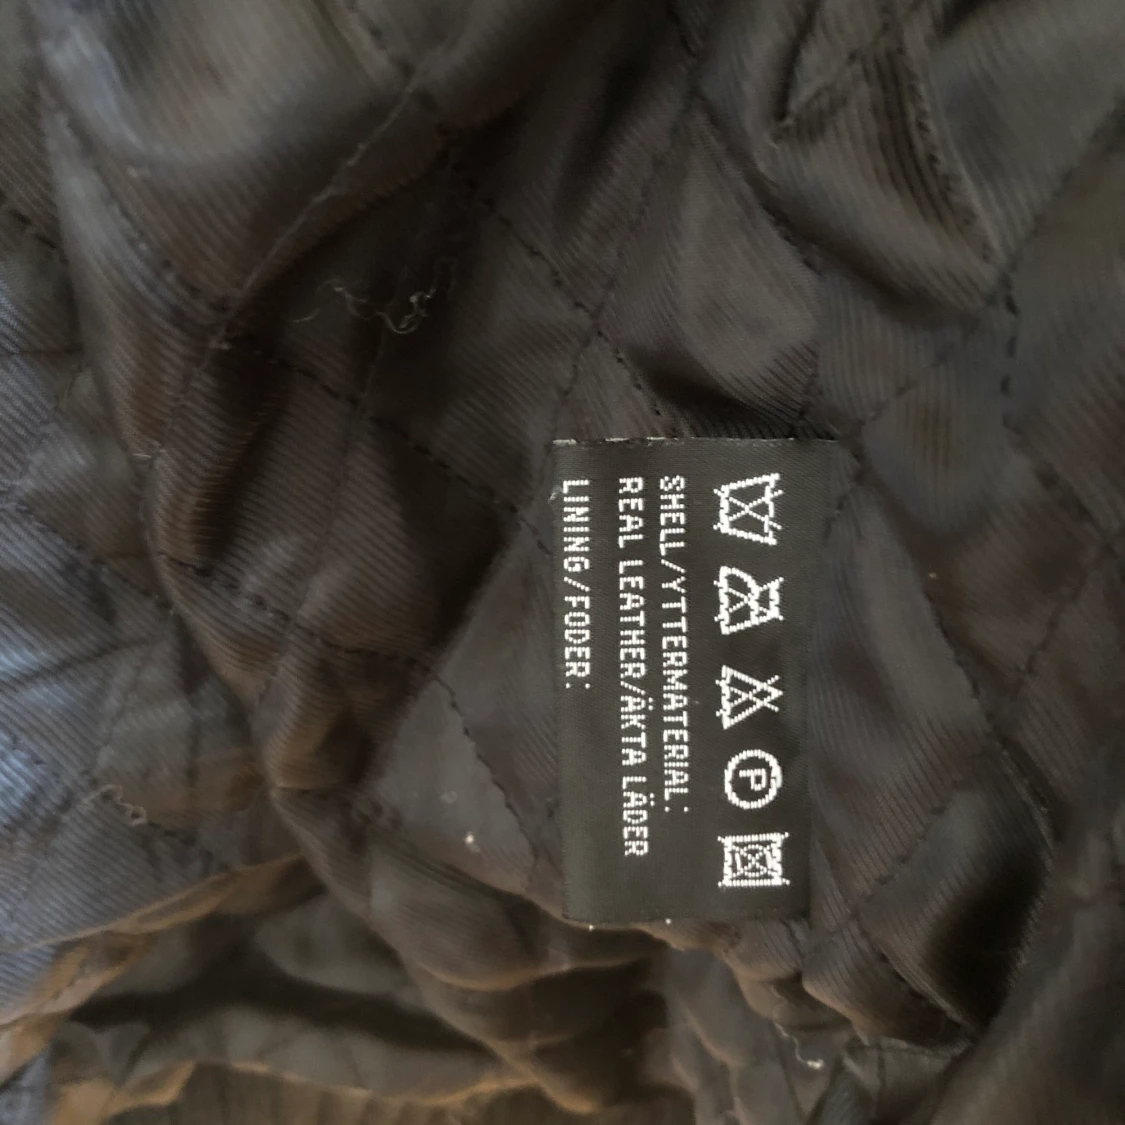 P
SHELL/YTTERMATERIAL:
REAL LEATHER/ÄKTA LÄDER
LINING/FODER: